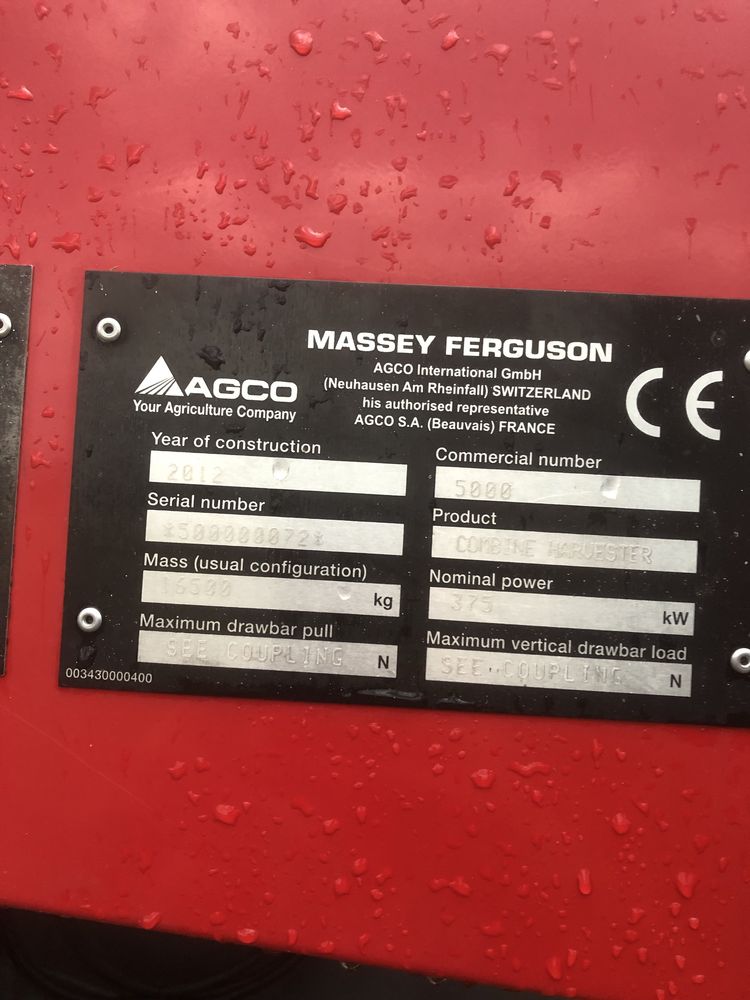 MASSEY FERGUSON
AGCO International GmbH
(Neuhausen Am Rheinfall) SWITZERLAND
his authorised representative
AGCO S.A. (Beauvais) FRANCE
AGCO
Your Agriculture Company
CE
Year of construction
2012
Commercial number
5000
Serial number
*500000072*
Product
COMBINE HARVESTER
Mass (usual configuration)
16500 kg
Nominal power
375 kW
Maximum drawbar pull
SEE COUPLING N
Maximum vertical drawbar load
SEE COUPLING N
003430000400